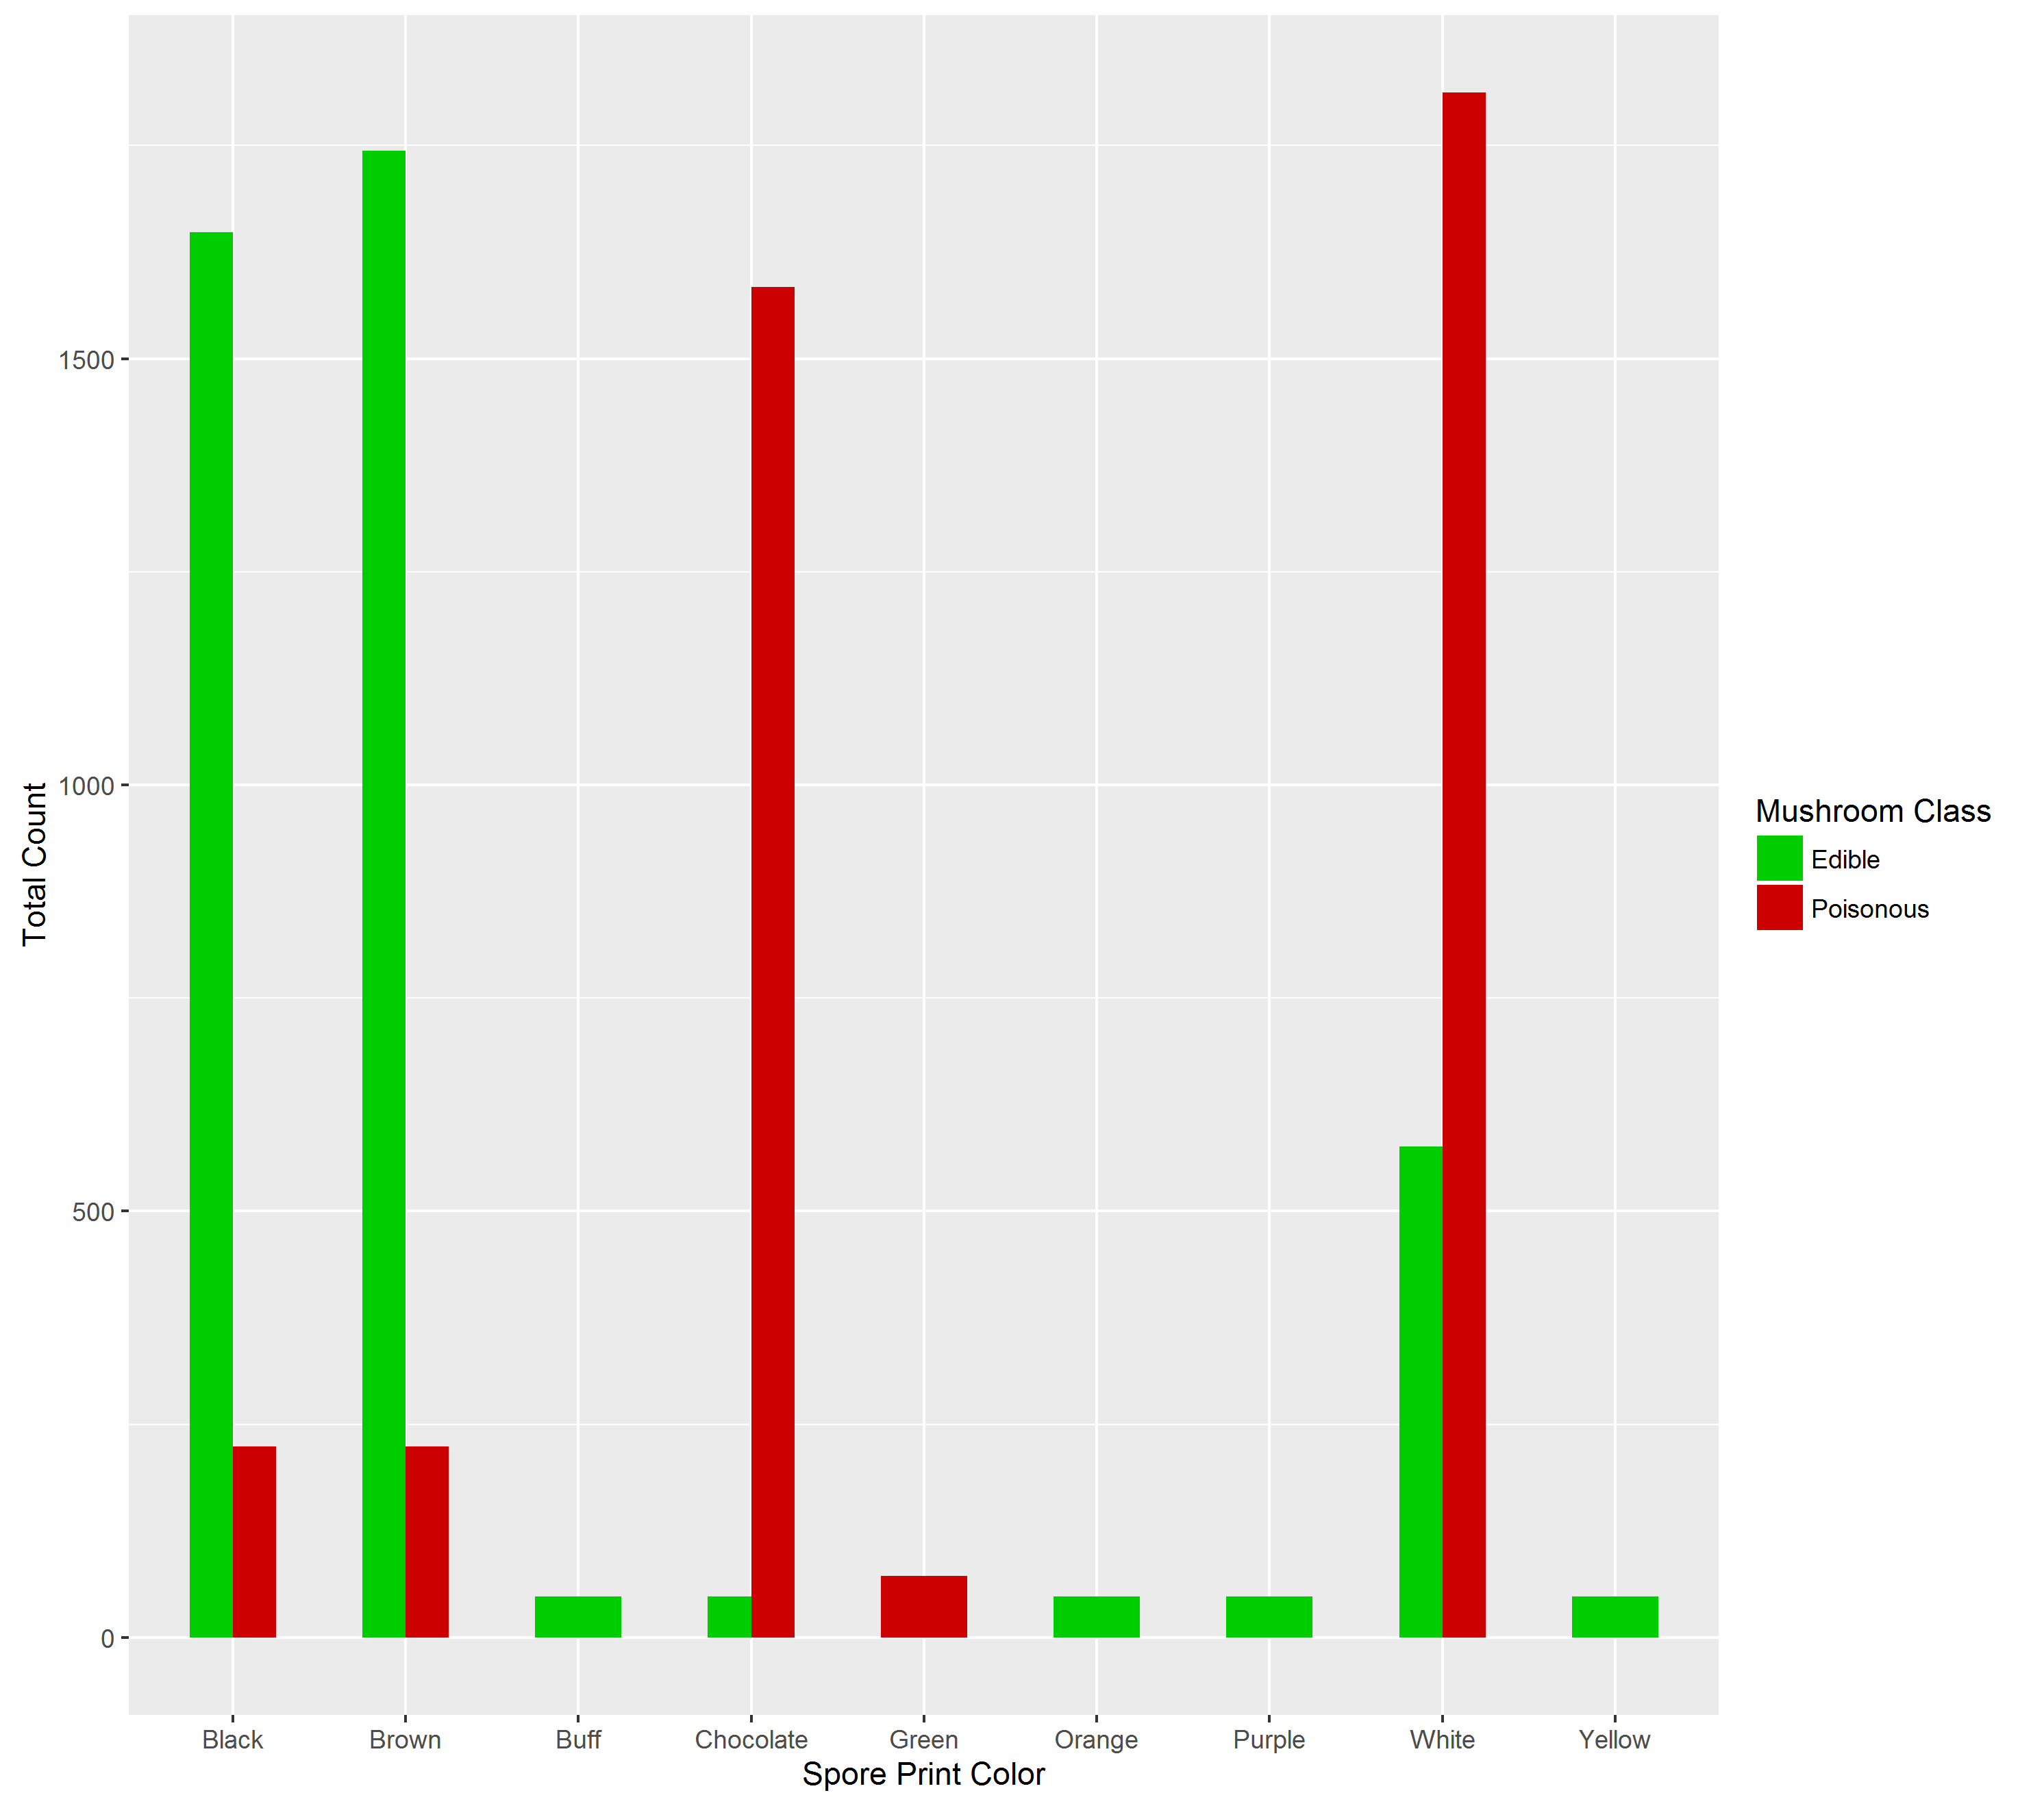 1500
1000
500
0
Total Count
Black Brown Buff Chocolate Green Orange Purple White Yellow
Spore Print Color
Mushroom Class
Edible
Poisonous